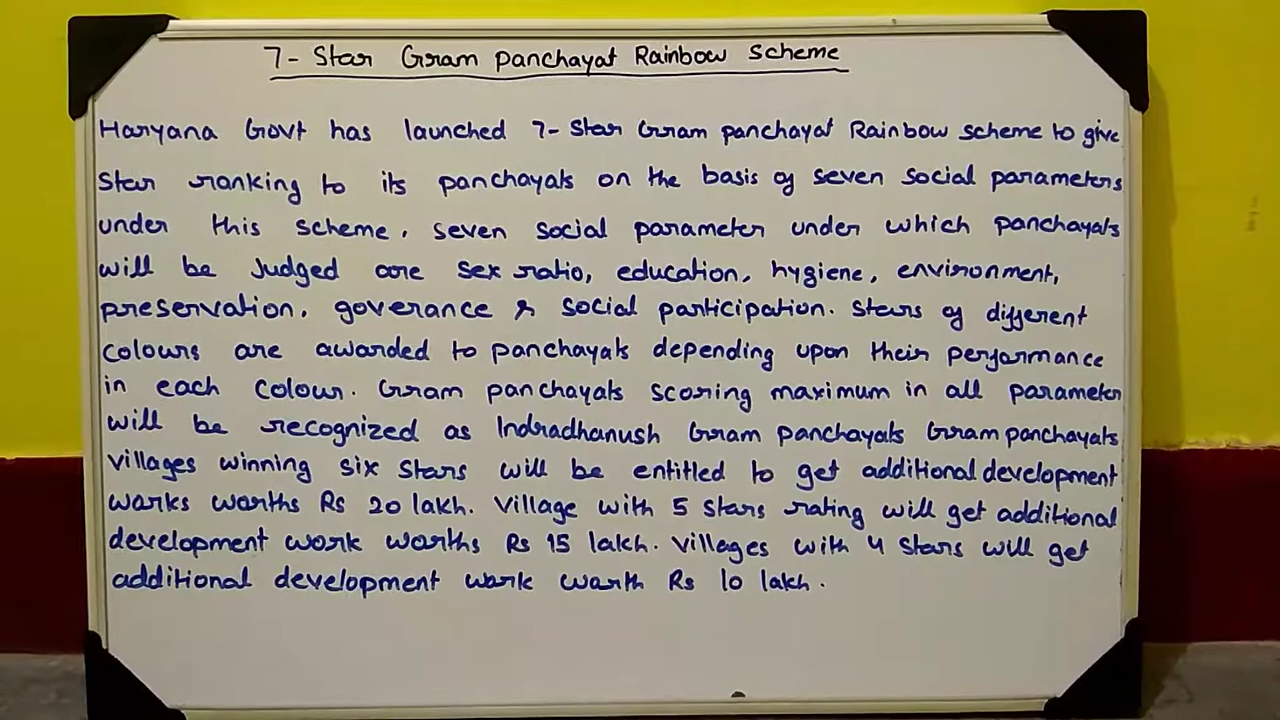 7- Star Gram panchayat Rainbow scheme
Haryana Govt has launched 7- Star Gram panchayat Rainbow scheme to give
Star ranking to its panchayats on the basis of seven social parameters
under this scheme. seven social parameter under which panchayats
will be Judged are sex ratio, education, hygiene, environment,
preservation. goverance & social participation. Stars of different
colours are awarded to panchayats depending upon their performance
in each colour. Gram panchayats scoring maximum in all parameter
will be recognized as Indradhanush Gram panchayats Gram panchayats
villages winning six stars will be entitled to get additional development
works worths Rs 20 lakh. Village with 5 stars rating will get additional
development work worths Rs 15 lakh. Villages with 4 stars will get
additional development work worth Rs 10 lakh.